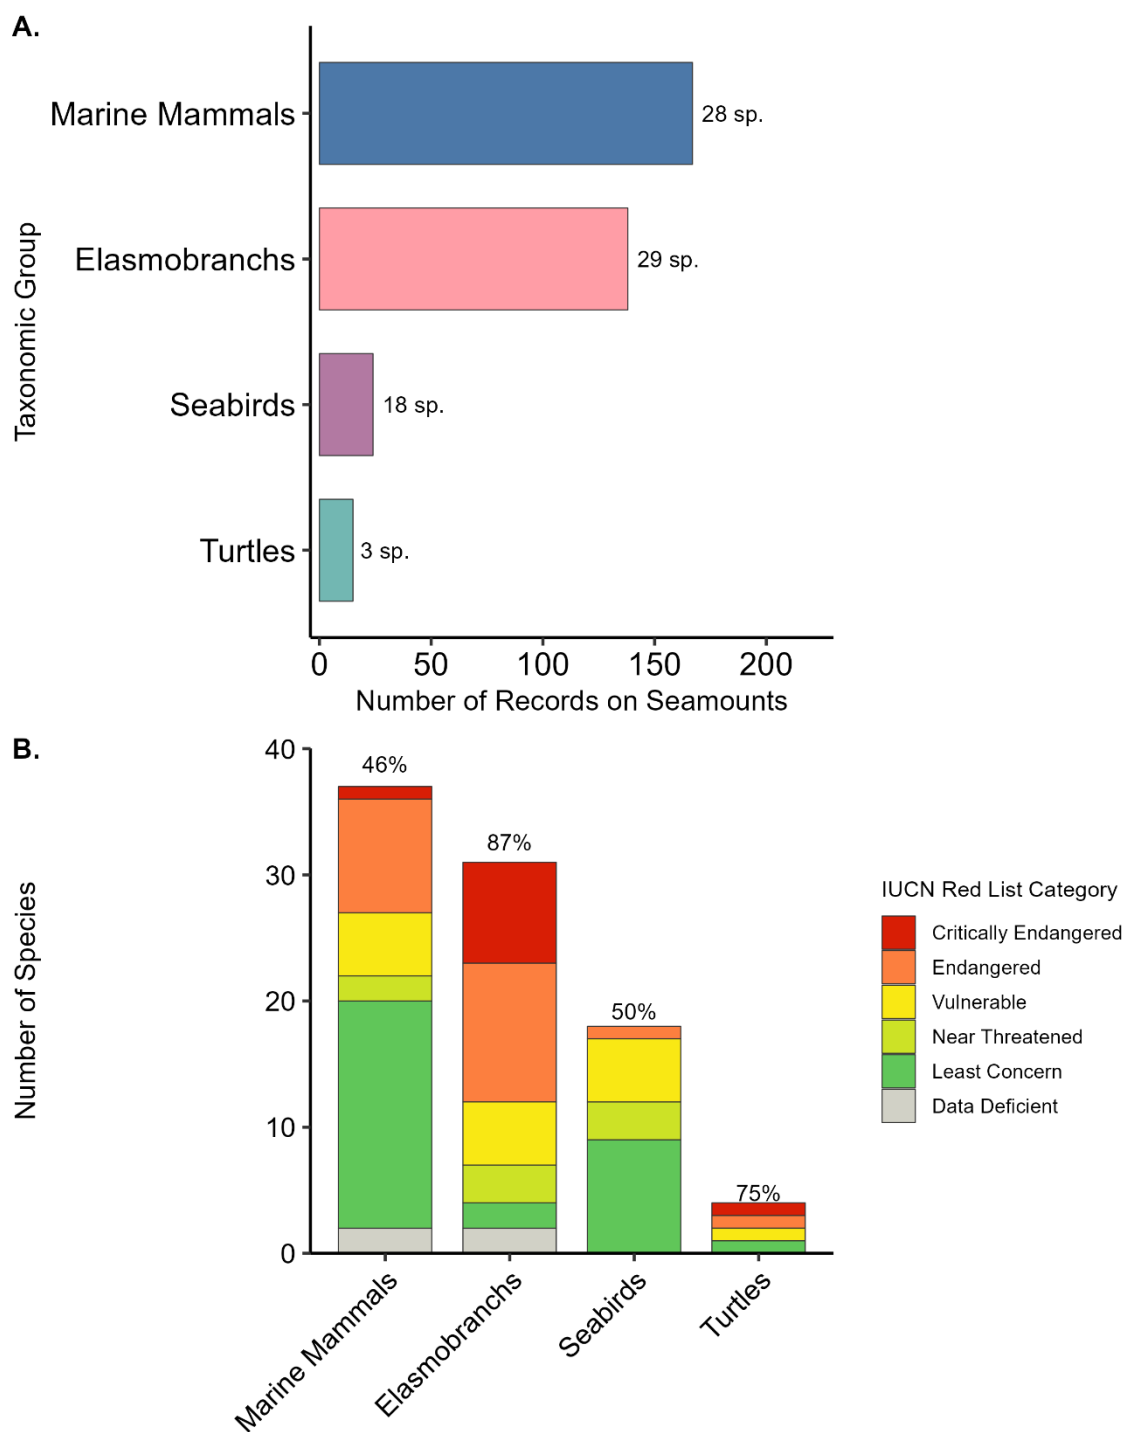 A.
Marine Mammals
28 sp.
Elasmobranchs
29 sp.
Seabirds
18 sp.
Turtles
3 sp.
Taxonomic Group
0 50 100 150 200
Number of Records on Seamounts
B.
40
30
20
10
0
Number of Species
46%
87%
50%
75%
Marine Mammals
Elasmobranchs
Seabirds
Turtles
IUCN Red List Category
Critically Endangered
Endangered
Vulnerable
Near Threatened
Least Concern
Data Deficient